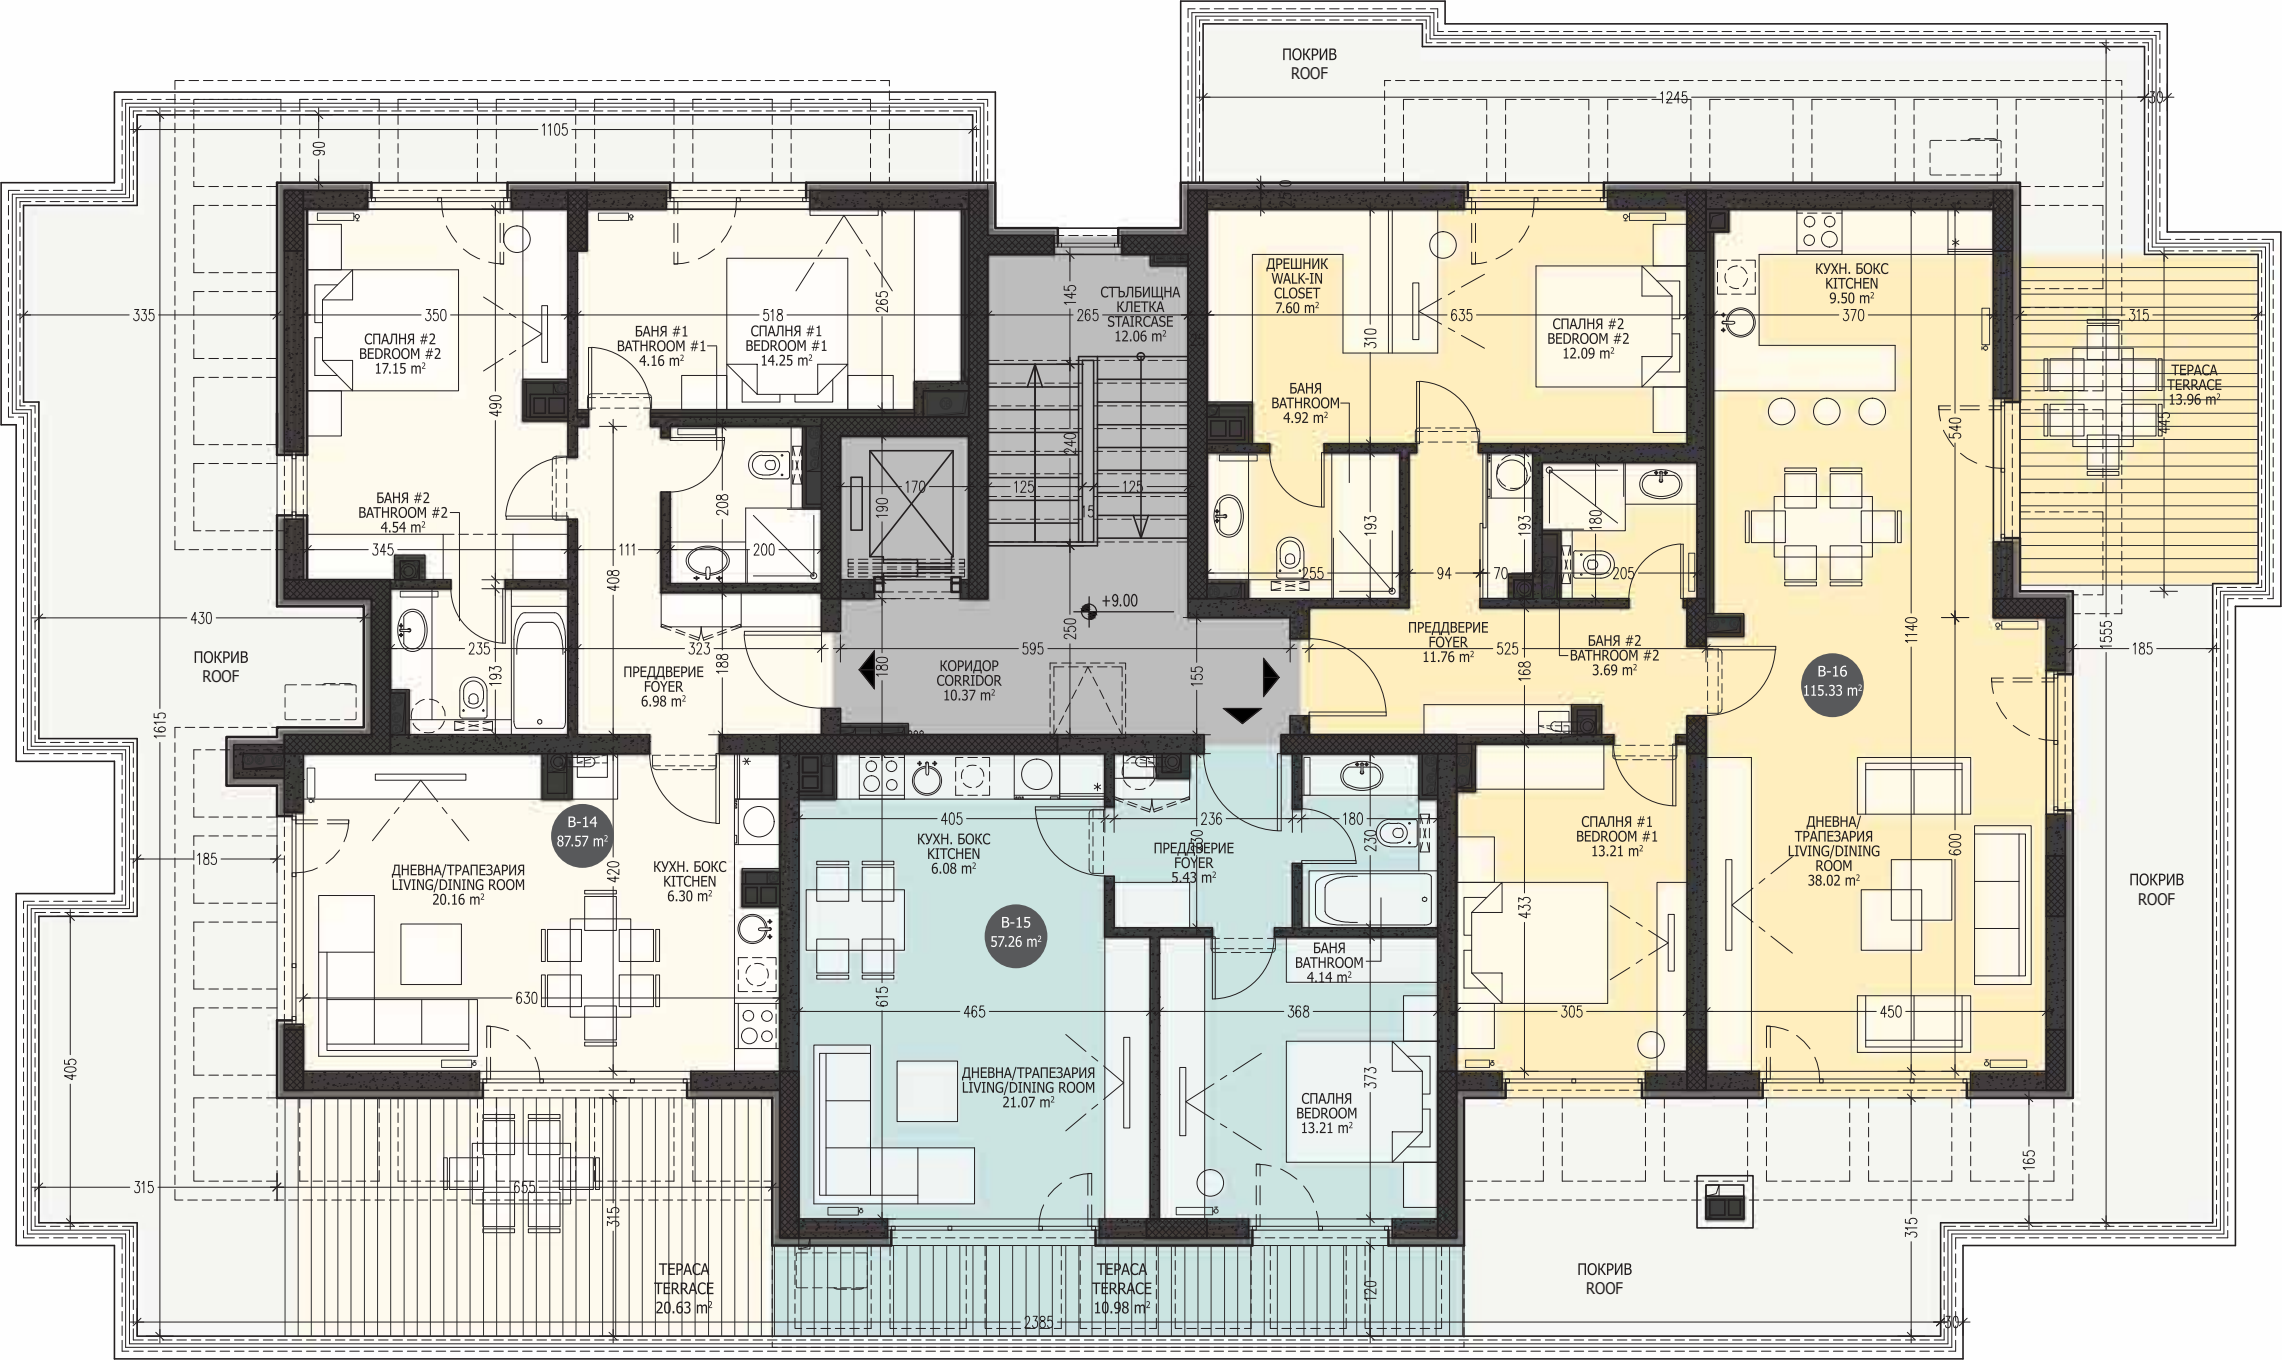 ПОКРИВ
ROOF
1245
30
1105
90
250
335
350
518
265
265
145
СТЪЛБИЩНА
КЛЕТКА
STAIRCASE
12.06 m²
ДРЕШНИК
WALK-IN
CLOSET
7.60 m²
635
310
СПАЛНЯ #2
BEDROOM #2
12.09 m²
КУХН. БОКС
KITCHEN
9.50 m²
370
315
ТЕРАСА
TERRACE
13.96 m²
445
540
СПАЛНЯ #2
BEDROOM #2
17.15 m²
БАНЯ #1
BATHROOM #1
4.16 m²
СПАЛНЯ #1
BEDROOM #1
14.25 m²
490
БАНЯ
BATHROOM
4.92 m²
240
БАНЯ #2
BATHROOM #2
4.54 m²
345
111
408
208
200
190
170
125
125
15
193
255
94
70
193
180
205
+9.00
430
ПОКРИВ
ROOF
235
193
323
188
ПРЕДДВЕРИЕ
FOYER
6.98 m²
180
595
250
КОРИДОР
CORRIDOR
10.37 m²
155
ПРЕДДВЕРИЕ
FOYER
11.76 m²
525
168
БАНЯ #2
BATHROOM #2
3.69 m²
1140
B-16
115.33 m²
1555
185
1615
185
B-14
87.57 m²
ДНЕВНА/ТРАПЕЗАРИЯ
LIVING/DINING ROOM
20.16 m²
420
КУХН. БОКС
KITCHEN
6.30 m²
630
405
405
КУХН. БОКС
KITCHEN
6.08 m²
236
330
ПРЕДДВЕРИЕ
FOYER
5.43 m²
180
230
B-15
57.26 m²
615
465
БАНЯ
BATHROOM
4.14 m²
368
СПАЛНЯ #1
BEDROOM #1
13.21 m²
433
305
ДНЕВНА/
ТРАПЕЗАРИЯ
LIVING/DINING
ROOM
38.02 m²
600
450
ПОКРИВ
ROOF
ДНЕВНА/ТРАПЕЗАРИЯ
LIVING/DINING ROOM
21.07 m²
СПАЛНЯ
BEDROOM
13.21 m²
373
315
655
315
165
315
ТЕРАСА
TERRACE
20.63 m²
ТЕРАСА
TERRACE
10.98 m²
120
ПОКРИВ
ROOF
2385
30